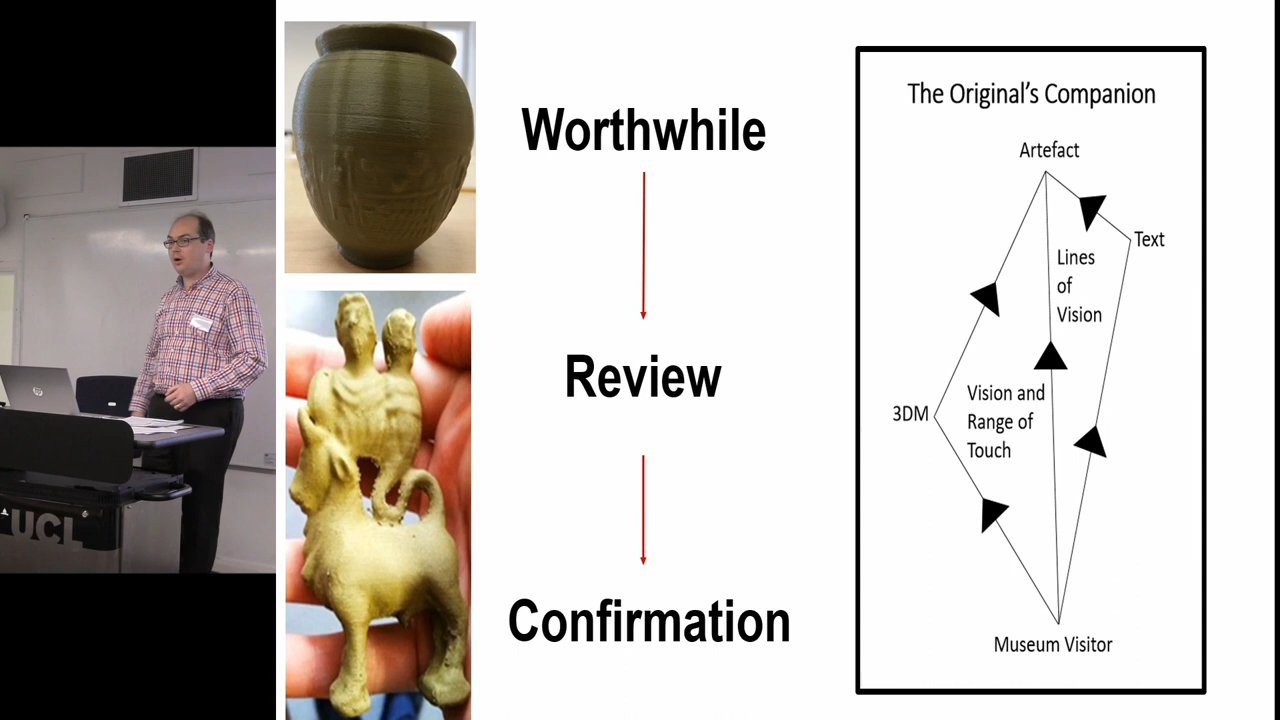 Worthwhile
Review
Confirmation
The Original's Companion
Artefact
Text
Lines
of
Vision
Vision and
Range of
Touch
3DM
Museum Visitor
UCL
hp